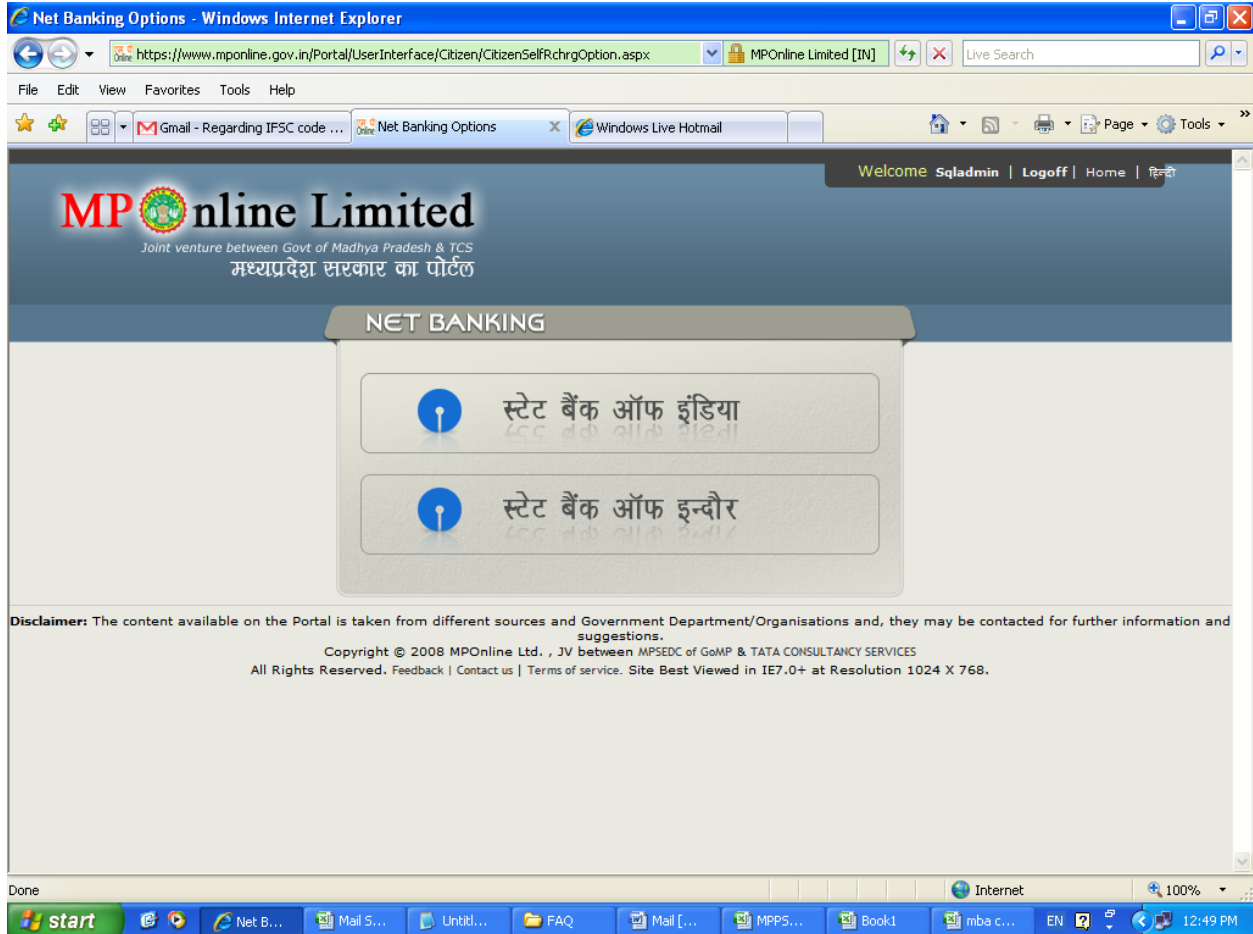 Net Banking Options - Windows Internet Explorer
https://www.mponline.gov.in/Portal/UserInterface/Citizen/CitizenSelfRchrgOption.aspx
MPOnline Limited [IN]
Live Search
File Edit View Favorites Tools Help
Gmail - Regarding IFSC code ...
Net Banking Options
Windows Live Hotmail
Page
Tools
Welcome Sqladmin | Logoff | Home | हिन्दी
MPOnline Limited
Joint venture between Govt of Madhya Pradesh & TCS
मध्यप्रदेश सरकार का पोर्टल
NET BANKING
स्टेट बैंक ऑफ इंडिया
स्टेट बैंक ऑफ इन्दौर
Disclaimer: The content available on the Portal is taken from different sources and Government Department/Organisations and, they may be contacted for further information and
suggestions.
Copyright © 2008 MPOnline Ltd. , JV between MPSEDC of GoMP & TATA CONSULTANCY SERVICES
All Rights Reserved. Feedback | Contact us | Terms of service. Site Best Viewed in IE7.0+ at Resolution 1024 X 768.
Done
Internet
100%
start
Net B...
Mail S...
Untitl...
FAQ
Mail [...
MPPS...
Book1
mba c...
EN
12:49 PM